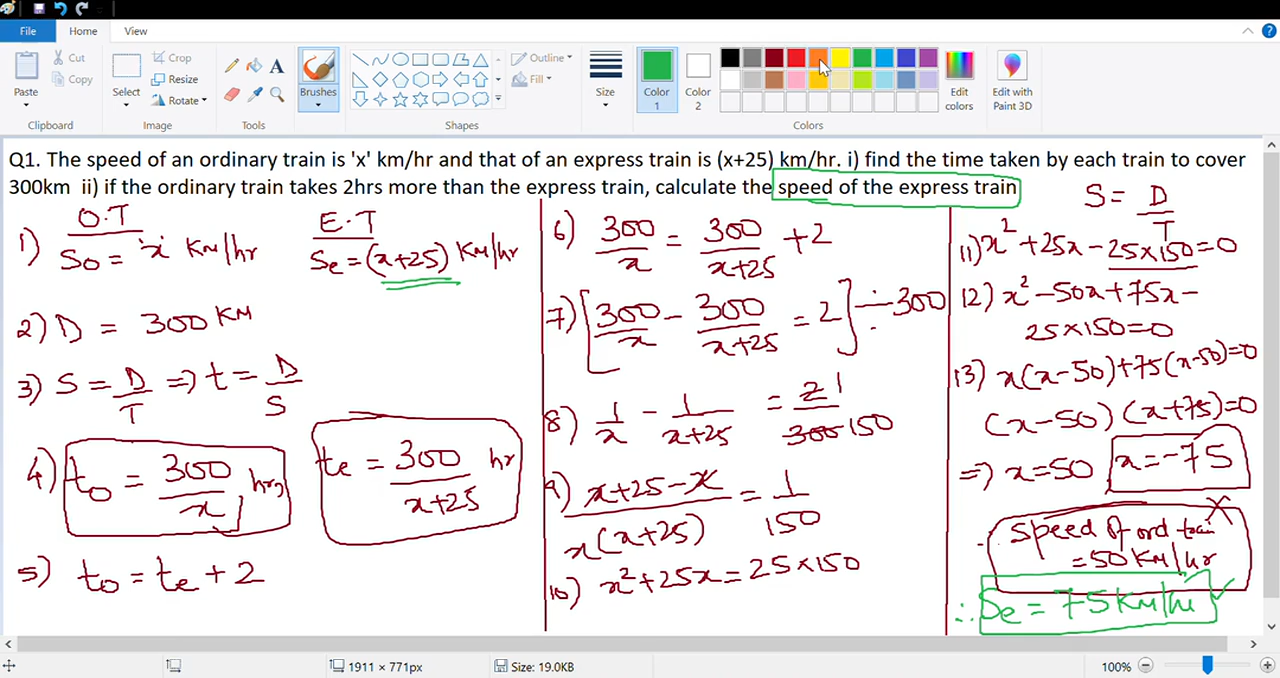 File
Home
View
Paste
Cut
Copy
Clipboard
Select
Crop
Resize
Rotate
Image
A
Tools
Brushes
Outline
Fill
Shapes
Size
Color
1
Color
2
Edit
colors
Colors
Edit with
Paint 3D
Q1. The speed of an ordinary train is 'x' km/hr and that of an express train is (x+25) km/hr. i) find the time taken by each train to cover
300km ii) if the ordinary train takes 2hrs more than the express train, calculate the speed of the express train
O.T
E.T
1) So = 'x' KM/hr
Se = (x+25) KM/hr
2) D = 300 KM
3) S = D/T => t = D/S
4) to = 300/x hrs
te = 300/(x+25) hr
5) to = te + 2
6) 300/x = 300/(x+25) + 2
7) [300/x - 300/(x+25) = 2] ÷ 300
8) 1/x - 1/(x+25) = 2/300 1 150
9) (x+25-x)/(x(x+25)) = 1/150
10) x² + 25x = 25×150
S = D/T
11) x² + 25x - 25×150 = 0
12) x² - 50x + 75x -
25×150 = 0
13) x(x-50) + 75(x-50) = 0
(x-50) (x+75) = 0
=> x = 50 x = -75
Speed of ord train
= 50 KM/hr
∴ Se = 75 KM/hr
1911 × 771px
Size: 19.0KB
100%